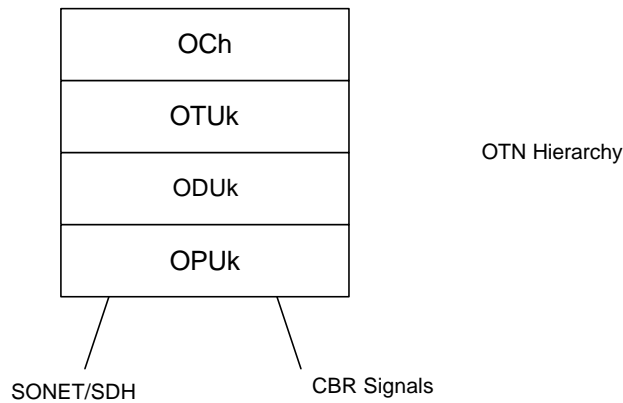 OCh
OTUk
OTN Hierarchy
ODUk
OPUk
SONET/SDH
CBR Signals